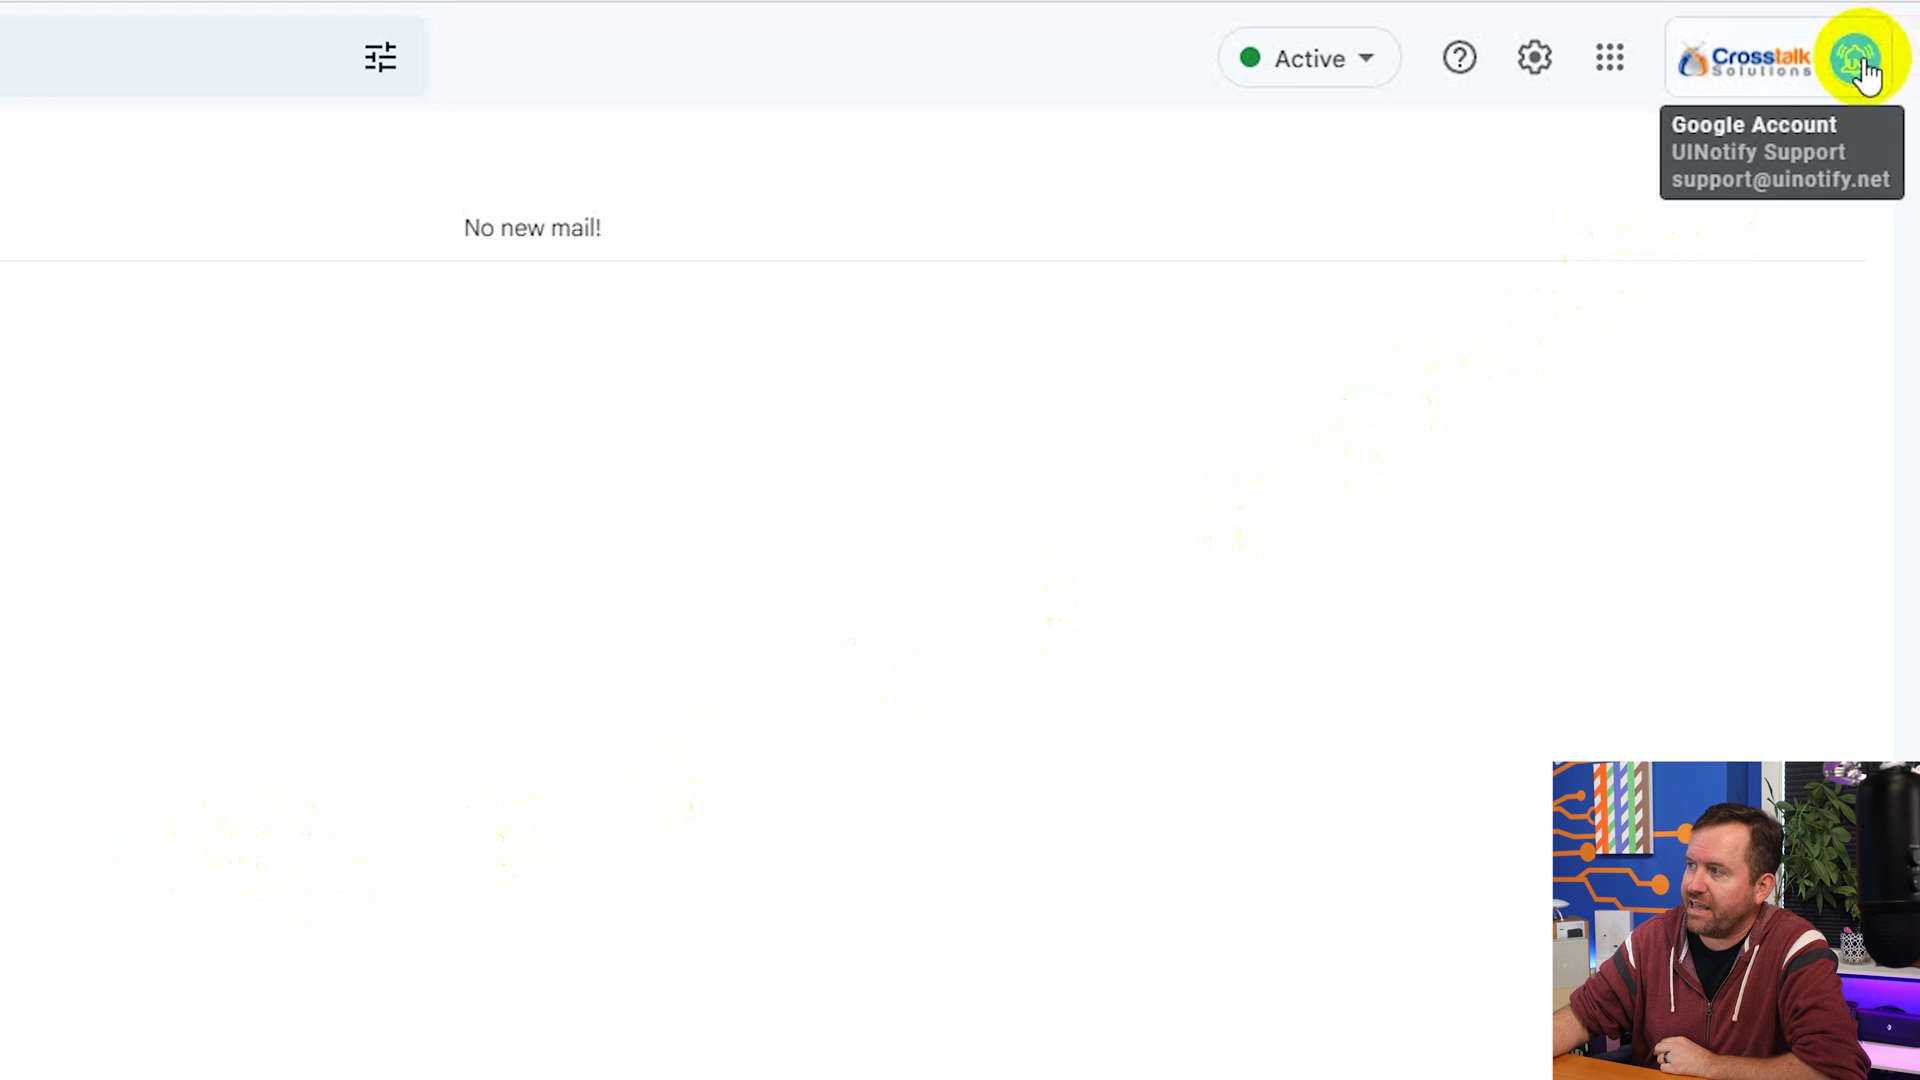 Active
Crosstalk
Solutions
Google Account
UINotify Support
support@uinotify.net
No new mail!